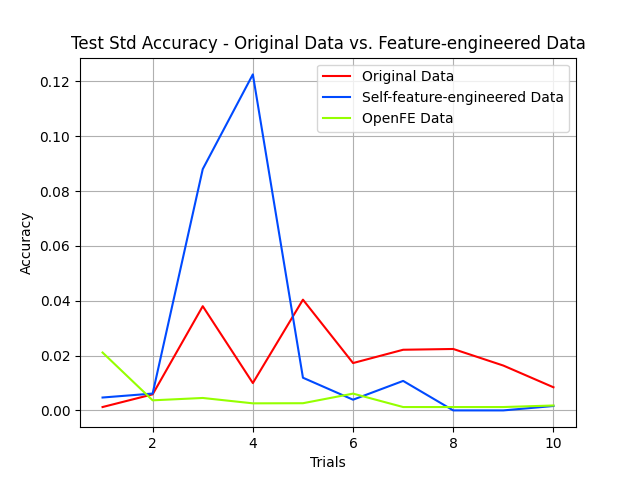 Test Std Accuracy - Original Data vs. Feature-engineered Data
Original Data
Self-feature-engineered Data
OpenFE Data
Accuracy
0.12
0.10
0.08
0.06
0.04
0.02
0.00
2 4 6 8 10
Trials